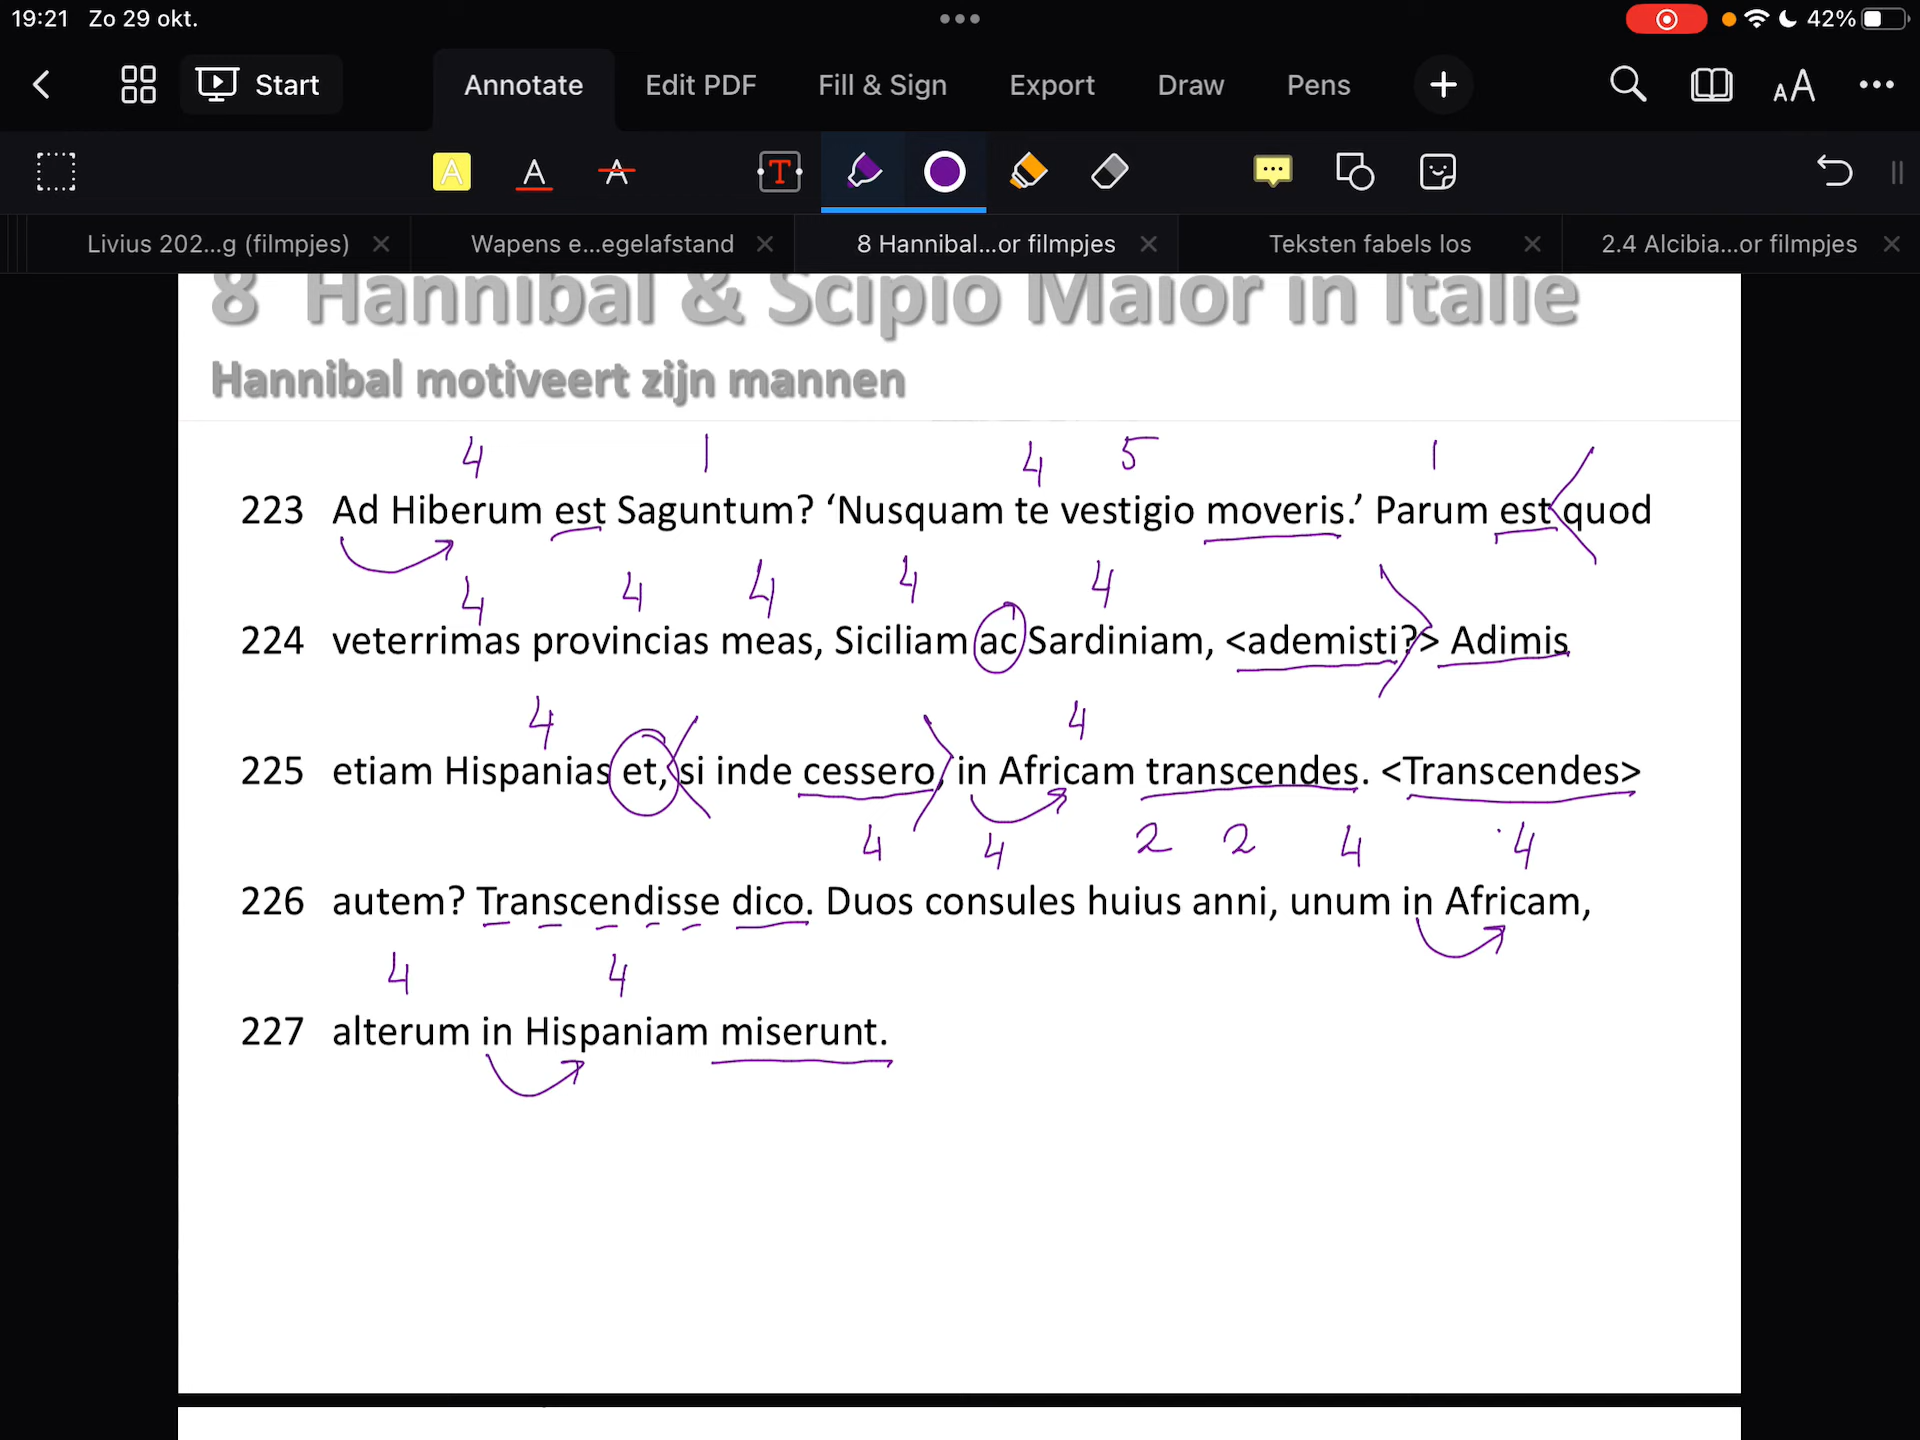 19:21 Zo 29 okt. 42%
Start Annotate Edit PDF Fill & Sign Export Draw Pens
Livius 202...g (filmpjes) Wapens e...egelafstand 8 Hannibal...or filmpjes Teksten fabels los 2.4 Alcibia...or filmpjes
8 Hannibal & Scipio Maior in Italië
Hannibal motiveert zijn mannen
4 1 4 5 1
223 Ad Hiberum est Saguntum? ‘Nusquam te vestigio moveris.’ Parum est quod
4 4 4 4 4
224 veterrimas provincias meas, Siciliam ac Sardiniam, <ademisti?> Adimis
4 4
225 etiam Hispanias et, si inde cessero, in Africam transcendes. <Transcendes>
4 4 2 2 4 4
226 autem? Transcendisse dico. Duos consules huius anni, unum in Africam,
4 4
227 alterum in Hispaniam miserunt.